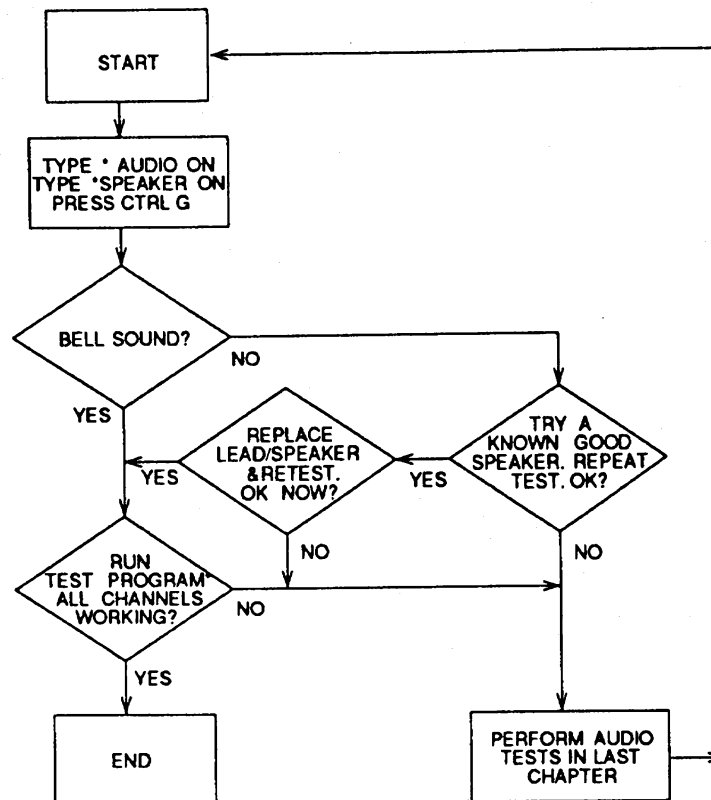 START
TYPE * AUDIO ON
TYPE *SPEAKER ON
PRESS CTRL G
BELL SOUND?
NO
YES
TRY A
KNOWN GOOD
SPEAKER. REPEAT
TEST. OK?
YES
NO
REPLACE
LEAD/SPEAKER
&RETEST.
OK NOW?
YES
NO
RUN
TEST PROGRAM*
ALL CHANNELS
WORKING?
NO
YES
END
PERFORM AUDIO
TESTS IN LAST
CHAPTER